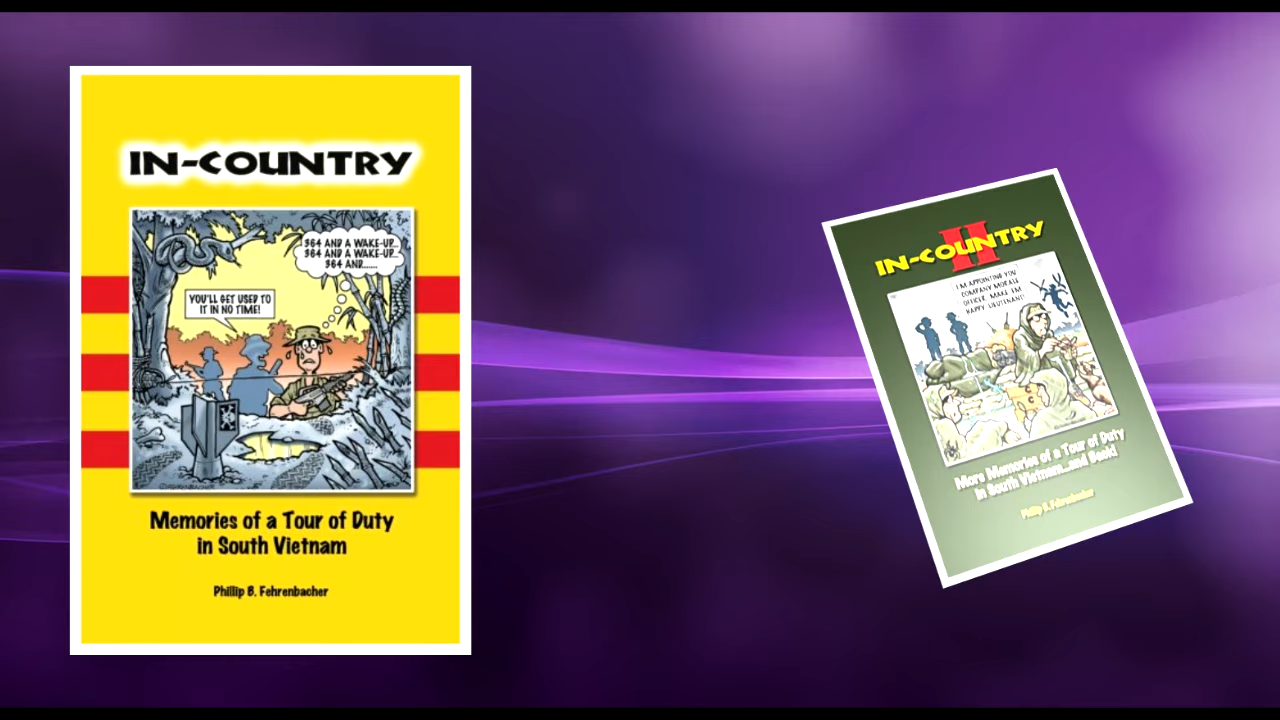 IN-COUNTRY
364 AND A WAKE-UP...
364 AND A WAKE-UP...
364 AND.......
YOU'LL GET USED TO
IT IN NO TIME!
Memories of a Tour of Duty
in South Vietnam
Phillip B. Fehrenbacher
II
IN-COUNTRY
I'M APPOINTING YOU
COMPANY MORALE
OFFICER. MAKE 'EM
HAPPY LIEUTENANT!
More Memories of a Tour of Duty
in South Vietnam...and Back!
Phillip B. Fehrenbacher